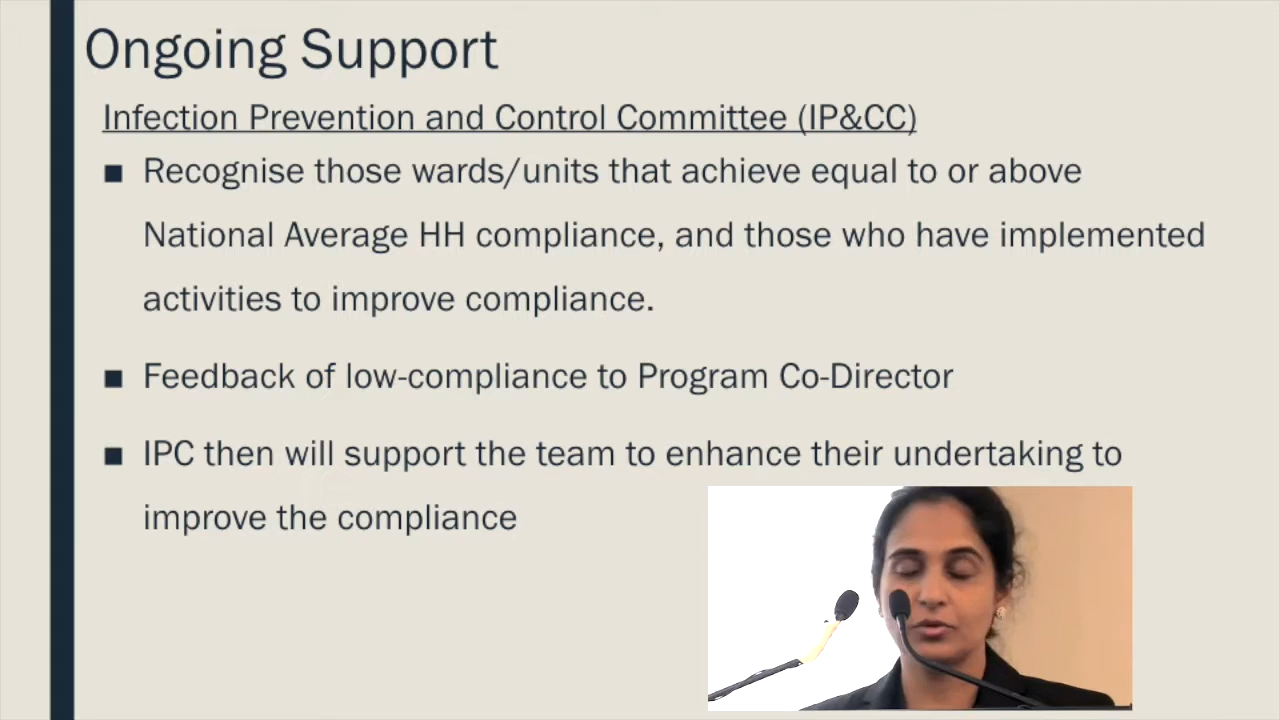 Ongoing Support
Infection Prevention and Control Committee (IP&CC)
■ Recognise those wards/units that achieve equal to or above
National Average HH compliance, and those who have implemented
activities to improve compliance.
■ Feedback of low-compliance to Program Co-Director
■ IPC then will support the team to enhance their undertaking to
improve the compliance